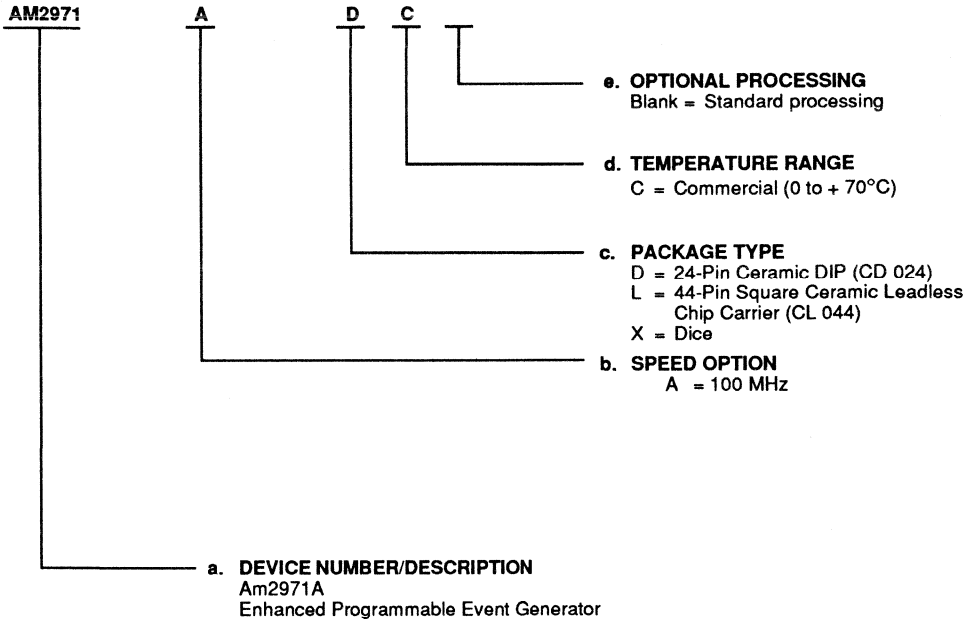 AM2971 A D C
e. OPTIONAL PROCESSING
Blank = Standard processing
d. TEMPERATURE RANGE
C = Commercial (0 to + 70°C)
c. PACKAGE TYPE
D = 24-Pin Ceramic DIP (CD 024)
L = 44-Pin Square Ceramic Leadless
Chip Carrier (CL 044)
X = Dice
b. SPEED OPTION
A = 100 MHz
a. DEVICE NUMBER/DESCRIPTION
Am2971A
Enhanced Programmable Event Generator